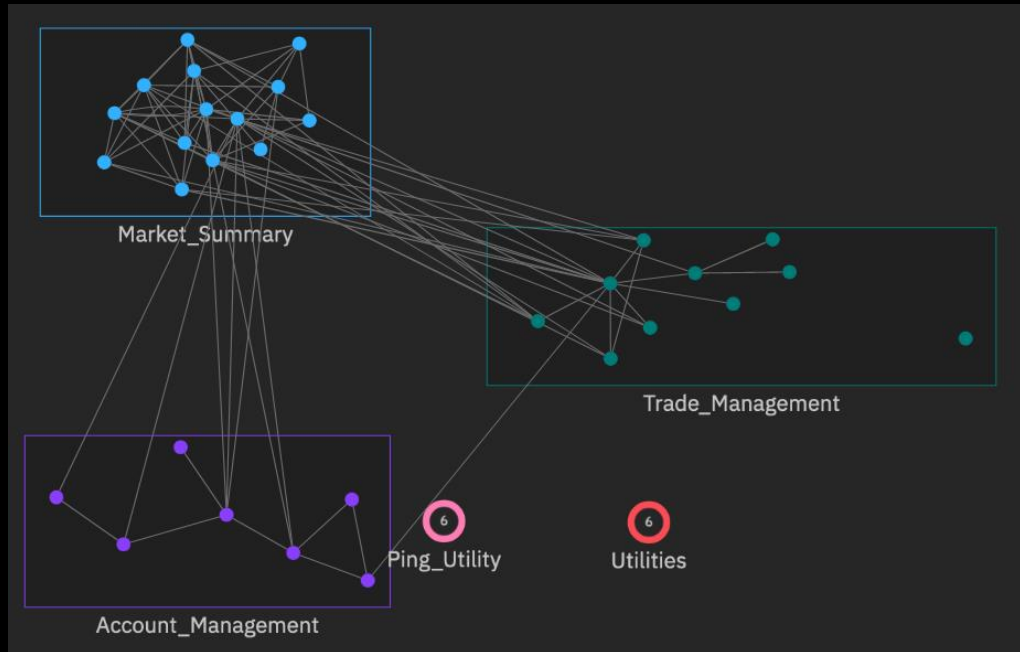 Market_Summary
Trade_Management
6
6
Ping_Utility
Utilities
Account_Management